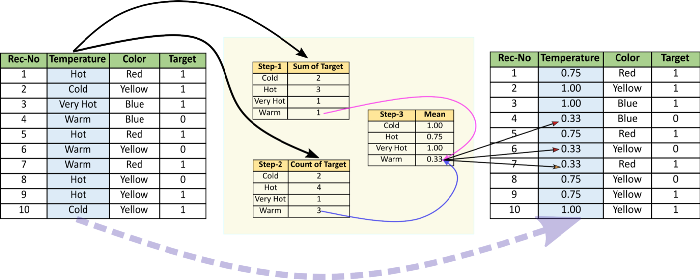 Rec-No Temperature Color Target
1 Hot Red 1
2 Cold Yellow 1
3 Very Hot Blue 1
4 Warm Blue 0
5 Hot Red 1
6 Warm Yellow 0
7 Warm Red 1
8 Hot Yellow 0
9 Hot Yellow 1
10 Cold Yellow 1
Step-1 Sum of Target
Cold 2
Hot 3
Very Hot 1
Warm 1
Step-2 Count of Target
Cold 2
Hot 4
Very Hot 1
Warm 3
Step-3 Mean
Cold 1.00
Hot 0.75
Very Hot 1.00
Warm 0.33
Rec-No Temperature Color Target
1 0.75 Red 1
2 1.00 Yellow 1
3 1.00 Blue 1
4 0.33 Blue 0
5 0.75 Red 1
6 0.33 Yellow 0
7 0.33 Red 1
8 0.75 Yellow 0
9 0.75 Yellow 1
10 1.00 Yellow 1